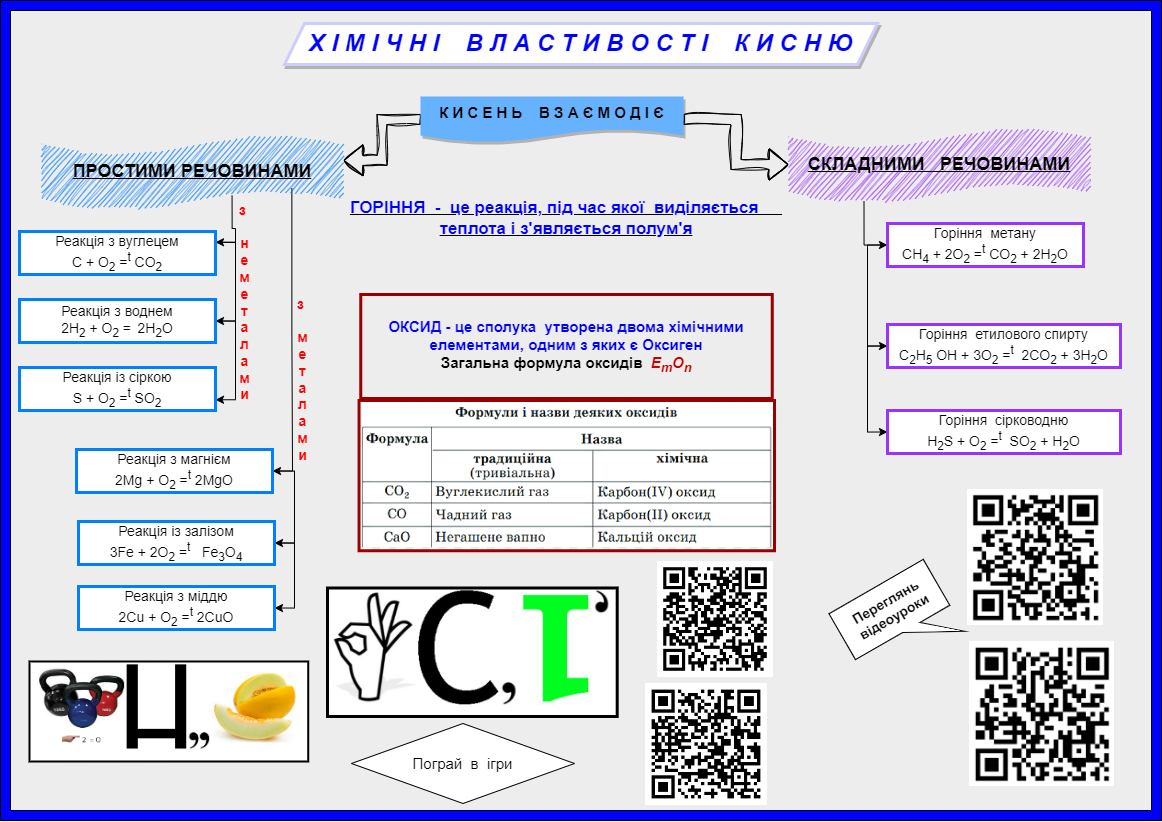 ХІМІЧНІ ВЛАСТИВОСТІ КИСНЮ
КИСЕНЬ ВЗАЄМОДІЄ
ПРОСТИМИ РЕЧОВИНАМИ
СКЛАДНИМИ РЕЧОВИНАМИ
ГОРІННЯ - це реакція, під час якої виділяється
теплота і з'являється полум'я
з неметалами
Реакція з вуглецем
C + O₂ =ᵗ CO₂
Реакція з воднем
2H₂ + O₂ = 2H₂O
Реакція із сіркою
S + O₂ =ᵗ SO₂
з металами
Реакція з магнієм
2Mg + O₂ =ᵗ 2MgO
Реакція із залізом
3Fe + 2O₂ =ᵗ Fe₃O₄
Реакція з міддю
2Cu + O₂ =ᵗ 2CuO
ОКСИД - це сполука утворена двома хімічними
елементами, одним з яких є Оксиген
Загальна формула оксидів EmOn
Формули і назви деяких оксидів
Формула Назва
традиційна хімічна
(тривіальна)
CO₂ Вуглекислий газ Карбон(IV) оксид
CO Чадний газ Карбон(II) оксид
CaO Негашене вапно Кальцій оксид
Горіння метану
CH₄ + 2O₂ =ᵗ CO₂ + 2H₂O
Горіння етилового спирту
C₂H₅ OH + 3O₂ =ᵗ 2CO₂ + 3H₂O
Горіння сірководню
H₂S + O₂ =ᵗ SO₂ + H₂O
Переглянь
відеоуроки
Н,,
2 = О
С, І ‚
Пограй в ігри